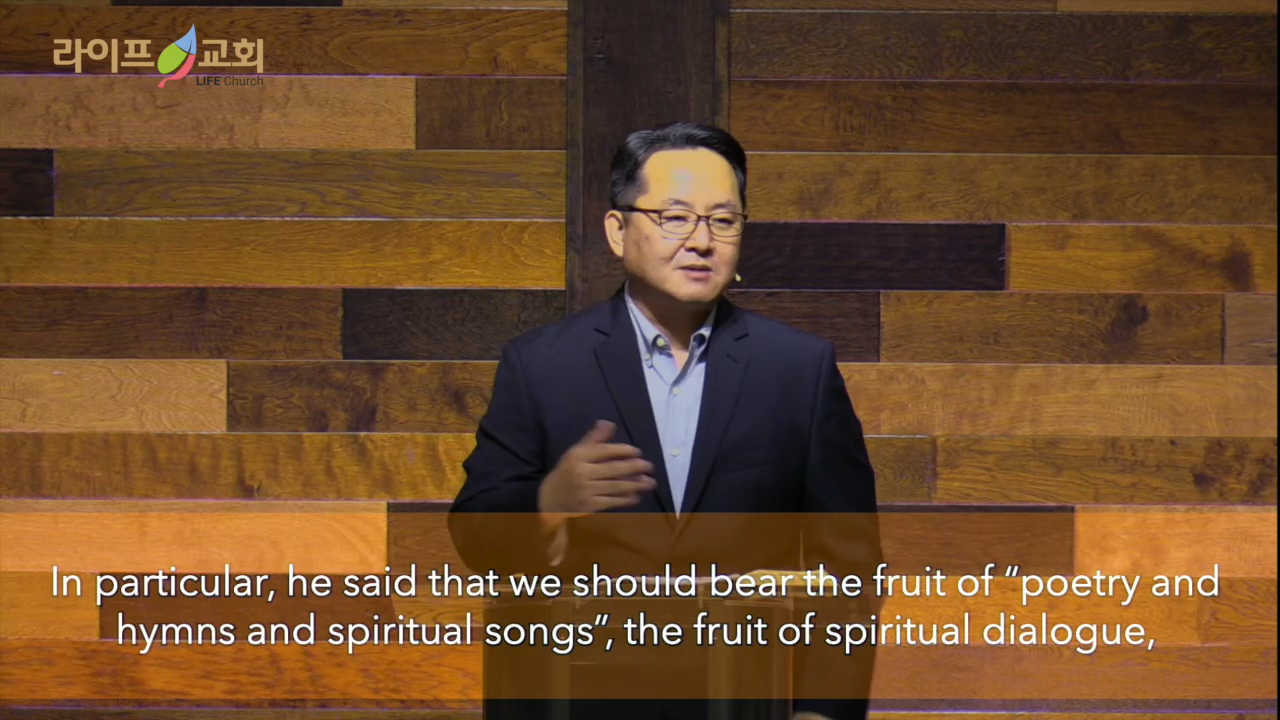 라이프 교회
LIFE Church
In particular, he said that we should bear the fruit of “poetry and
hymns and spiritual songs”, the fruit of spiritual dialogue,